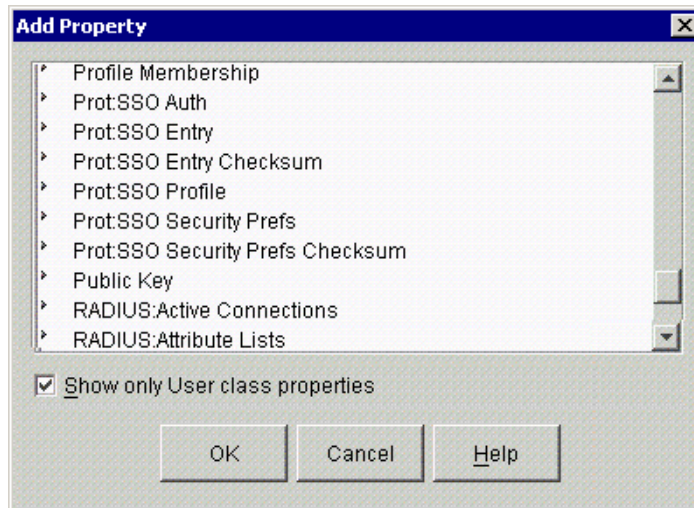 Add Property
Profile Membership
Prot:SSO Auth
Prot:SSO Entry
Prot:SSO Entry Checksum
Prot:SSO Profile
Prot:SSO Security Prefs
Prot:SSO Security Prefs Checksum
Public Key
RADIUS:Active Connections
RADIUS:Attribute Lists
Show only User class properties
OK Cancel Help